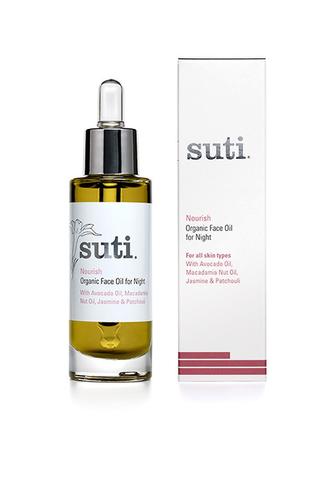 suti.
Nourish
Organic Face Oil for Night
With Avocado Oil, Macadamia
Nut Oil, Jasmine & Patchouli
suti.
Nourish
Organic Face Oil
for Night
For all skin types
With Avocado Oil,
Macadamia Nut Oil,
Jasmine & Patchouli